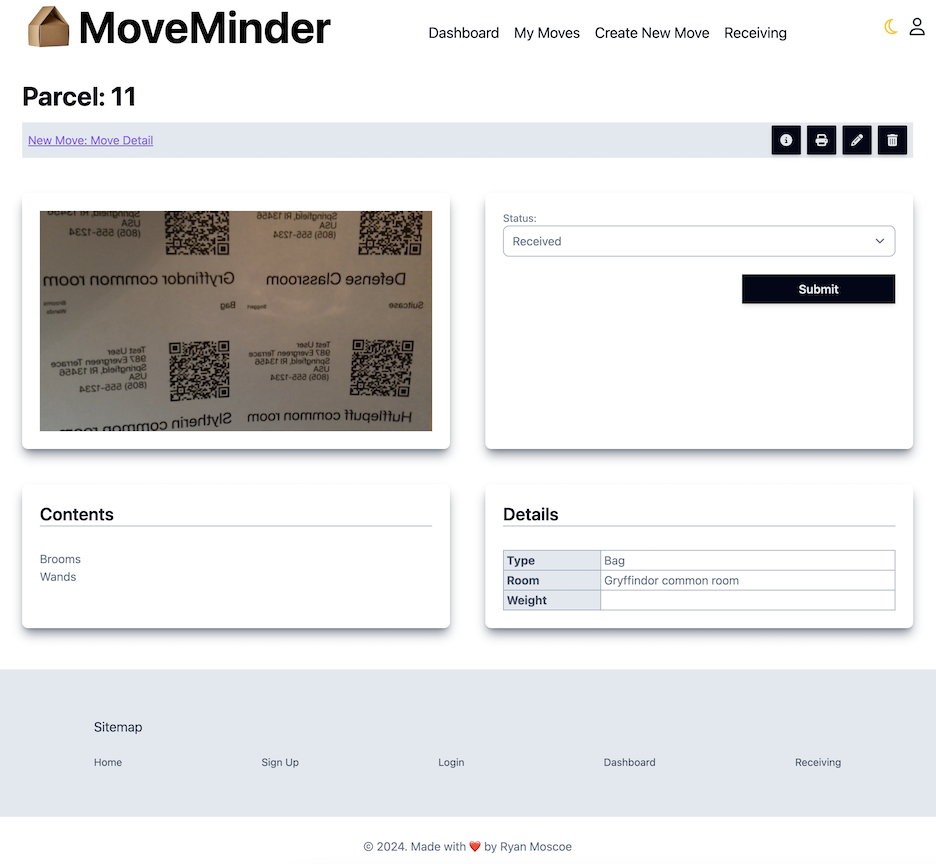 MoveMinder
Dashboard My Moves Create New Move Receiving
Parcel: 11
New Move: Move Detail
Springfield, RI 13456
USA
(805) 555-1234
Springfield, RI 13456
USA
(805) 555-1234
Gryffindor common room
Defense Classroom
Brooms
Wands
Bag
Boggart
Suitcase
Test User
987 Evergreen Terrace
Springfield, RI 13456
USA
(805) 555-1234
Test User
987 Evergreen Terrace
Springfield, RI 13456
USA
(805) 555-1234
Slytherin common room
Hufflepuff common room
Status:
Received
Submit
Contents
Brooms
Wands
Details
Type Bag
Room Gryffindor common room
Weight
Sitemap
Home Sign Up Login Dashboard Receiving
© 2024. Made with ❤️ by Ryan Moscoe